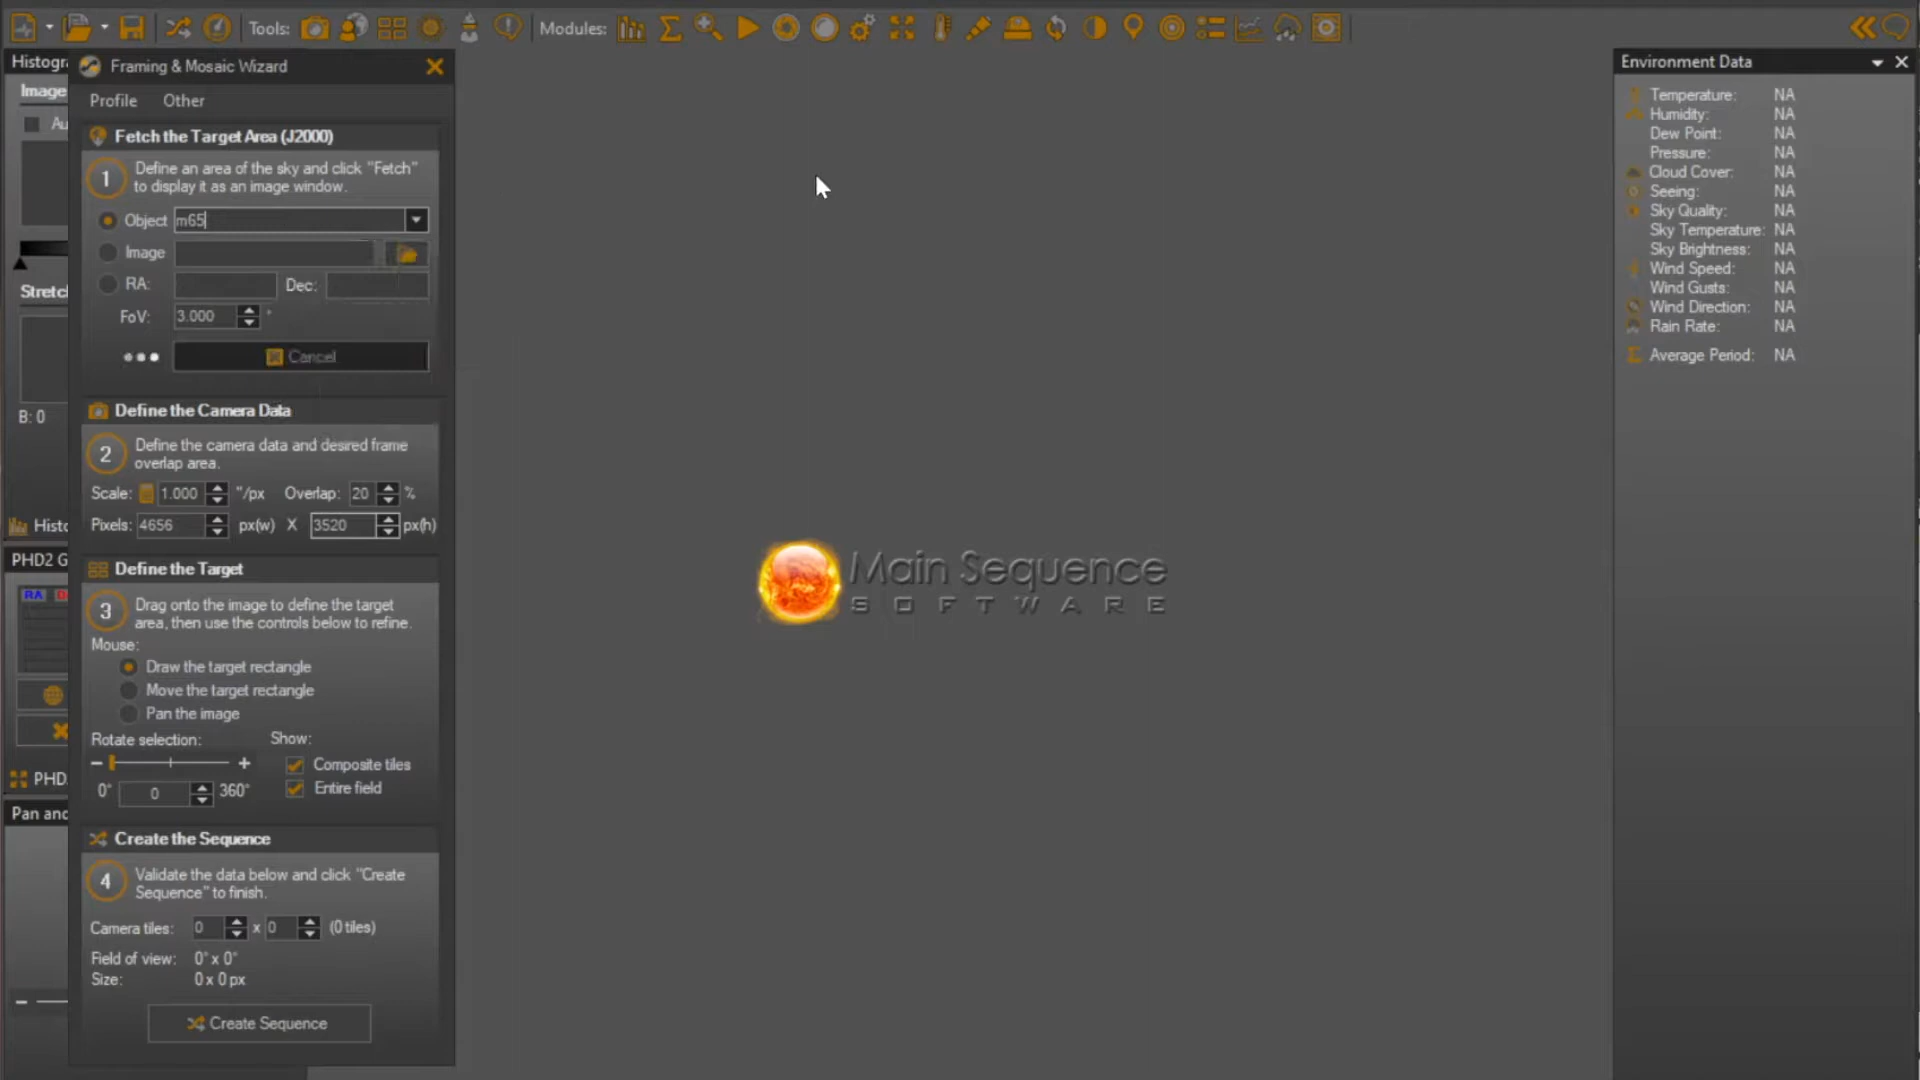 Tools:
Modules:
Histogra
Image
Au
Stretch
B: 0
Histo
PHD2 G
RA
PHD
Pan and
Framing & Mosaic Wizard
Profile Other
Fetch the Target Area (J2000)
1
Define an area of the sky and click "Fetch"
to display it as an image window.
Object m65
Image
RA: Dec:
FoV: 3.000 °
Cancel
Define the Camera Data
2
Define the camera data and desired frame
overlap area.
Scale: 1.000 "/px Overlap: 20 %
Pixels: 4656 px(w) X 3520 px(h)
Define the Target
3
Drag onto the image to define the target
area, then use the controls below to refine.
Mouse:
Draw the target rectangle
Move the target rectangle
Pan the image
Rotate selection: Show:
− + Composite tiles
0° 0 360° Entire field
Create the Sequence
4
Validate the data below and click "Create
Sequence" to finish.
Camera tiles: 0 x 0 (0 tiles)
Field of view: 0° x 0°
Size: 0 x 0 px
Create Sequence
Main Sequence
SOFTWARE
Environment Data
Temperature: NA
Humidity: NA
Dew Point: NA
Pressure: NA
Cloud Cover: NA
Seeing: NA
Sky Quality: NA
Sky Temperature: NA
Sky Brightness: NA
Wind Speed: NA
Wind Gusts: NA
Wind Direction: NA
Rain Rate: NA
Average Period: NA